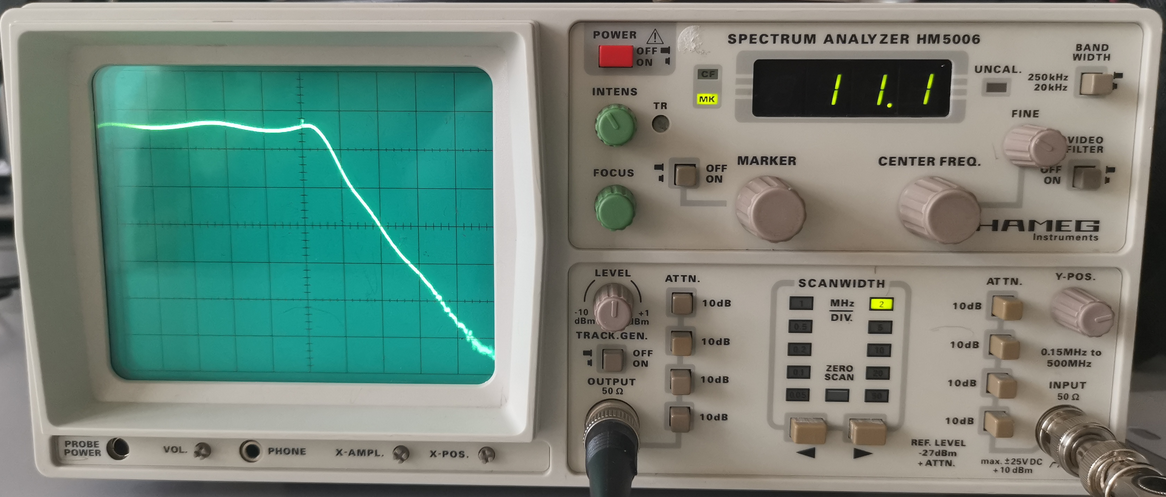 POWER
OFF
ON
SPECTRUM ANALYZER HM5006
BAND
WIDTH
250kHz
20kHz
UNCAL.
CF
MK
11.1
INTENS
TR
FINE
VIDEO
FILTER
OFF
ON
FOCUS
OFF
ON
MARKER
CENTER FREQ.
HAMEG
Instruments
LEVEL
-10
dBm
+1
dBm
ATTN.
10dB
10dB
10dB
10dB
TRACK.GEN.
OFF
ON
OUTPUT
50 Ω
SCANWIDTH
MHz
DIV.
1
2
ZERO
SCAN
ATTN.
10dB
10dB
10dB
10dB
Y-POS.
0.15MHz to
500MHz
INPUT
50 Ω
REF. LEVEL
-27dBm
+ ATTN.
max. ±25V DC
+10 dBm
PROBE
POWER
VOL.
PHONE
X-AMPL.
X-POS.